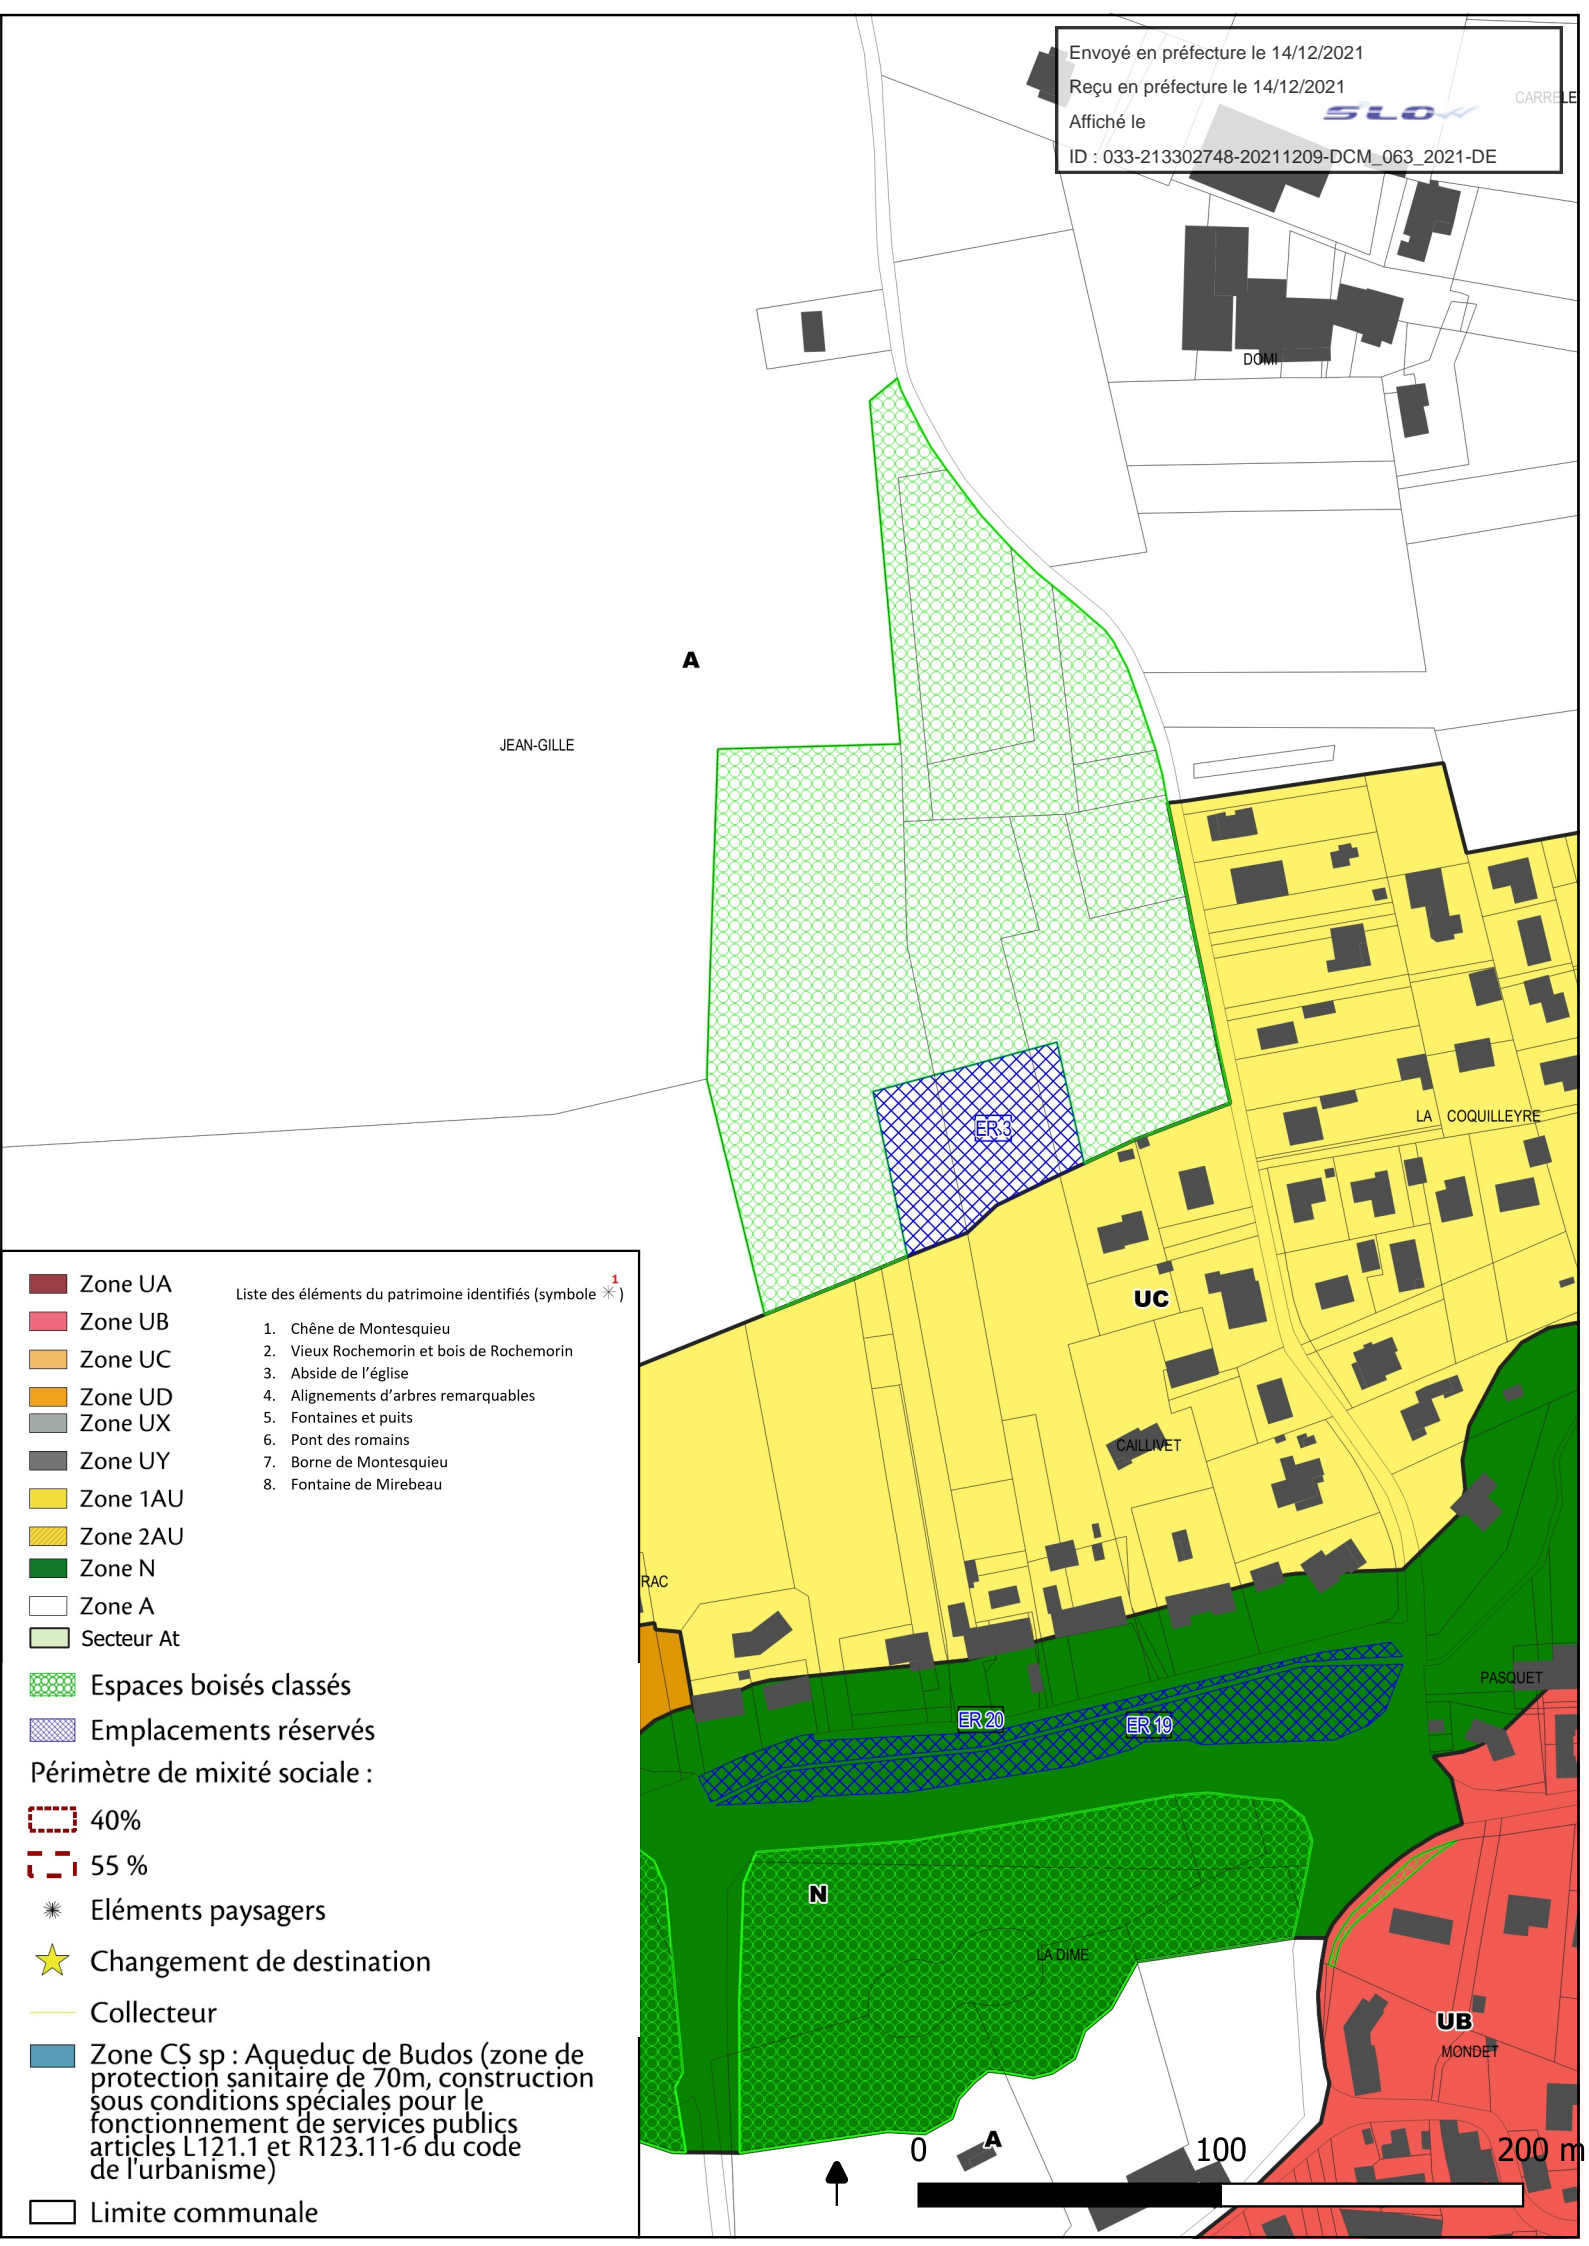 Envoyé en préfecture le 14/12/2021
Reçu en préfecture le 14/12/2021
Affiché le
SLOW
ID : 033-213302748-20211209-DCM_063_2021-DE
CARRELE
DOMI
A
JEAN-GILLE
ER 3
LA COQUILLEYRE
UC
CAILLIVET
RAC
PASQUET
ER 20
ER 19
N
LA DIME
UB
MONDET
A
0 100 200 m
Zone UA
Zone UB
Zone UC
Zone UD
Zone UX
Zone UY
Zone 1AU
Zone 2AU
Zone N
Zone A
Secteur At
Espaces boisés classés
Emplacements réservés
Périmètre de mixité sociale :
40%
55 %
Eléments paysagers
Changement de destination
Collecteur
Zone CS sp : Aqueduc de Budos (zone de
protection sanitaire de 70m, construction
sous conditions spéciales pour le
fonctionnement de services publics
articles L121.1 et R123.11-6 du code
de l'urbanisme)
Limite communale
1
Liste des éléments du patrimoine identifiés (symbole )
1. Chêne de Montesquieu
2. Vieux Rochemorin et bois de Rochemorin
3. Abside de l'église
4. Alignements d'arbres remarquables
5. Fontaines et puits
6. Pont des romains
7. Borne de Montesquieu
8. Fontaine de Mirebeau